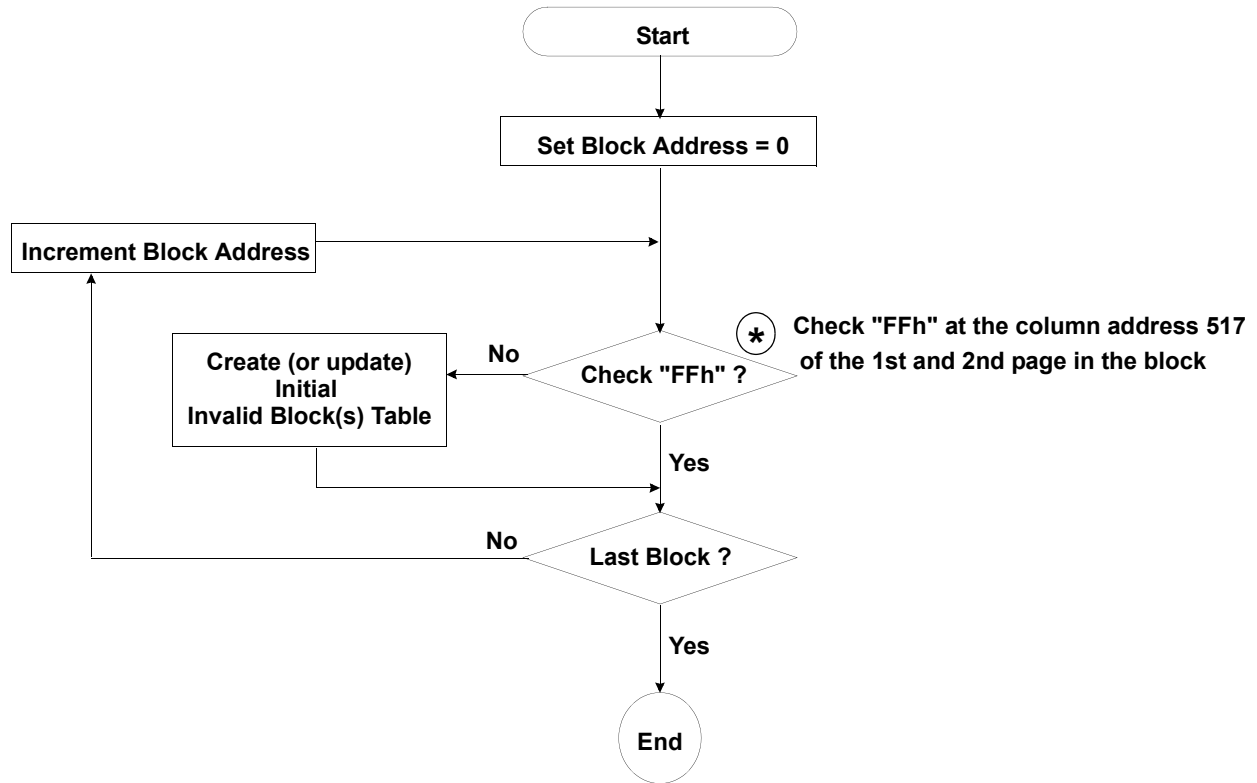 Start
Set Block Address = 0
Increment Block Address
*
Check "FFh" at the column address 517
of the 1st and 2nd page in the block
No
Create (or update)
Initial
Invalid Block(s) Table
Check "FFh" ?
Yes
No
Last Block ?
Yes
End